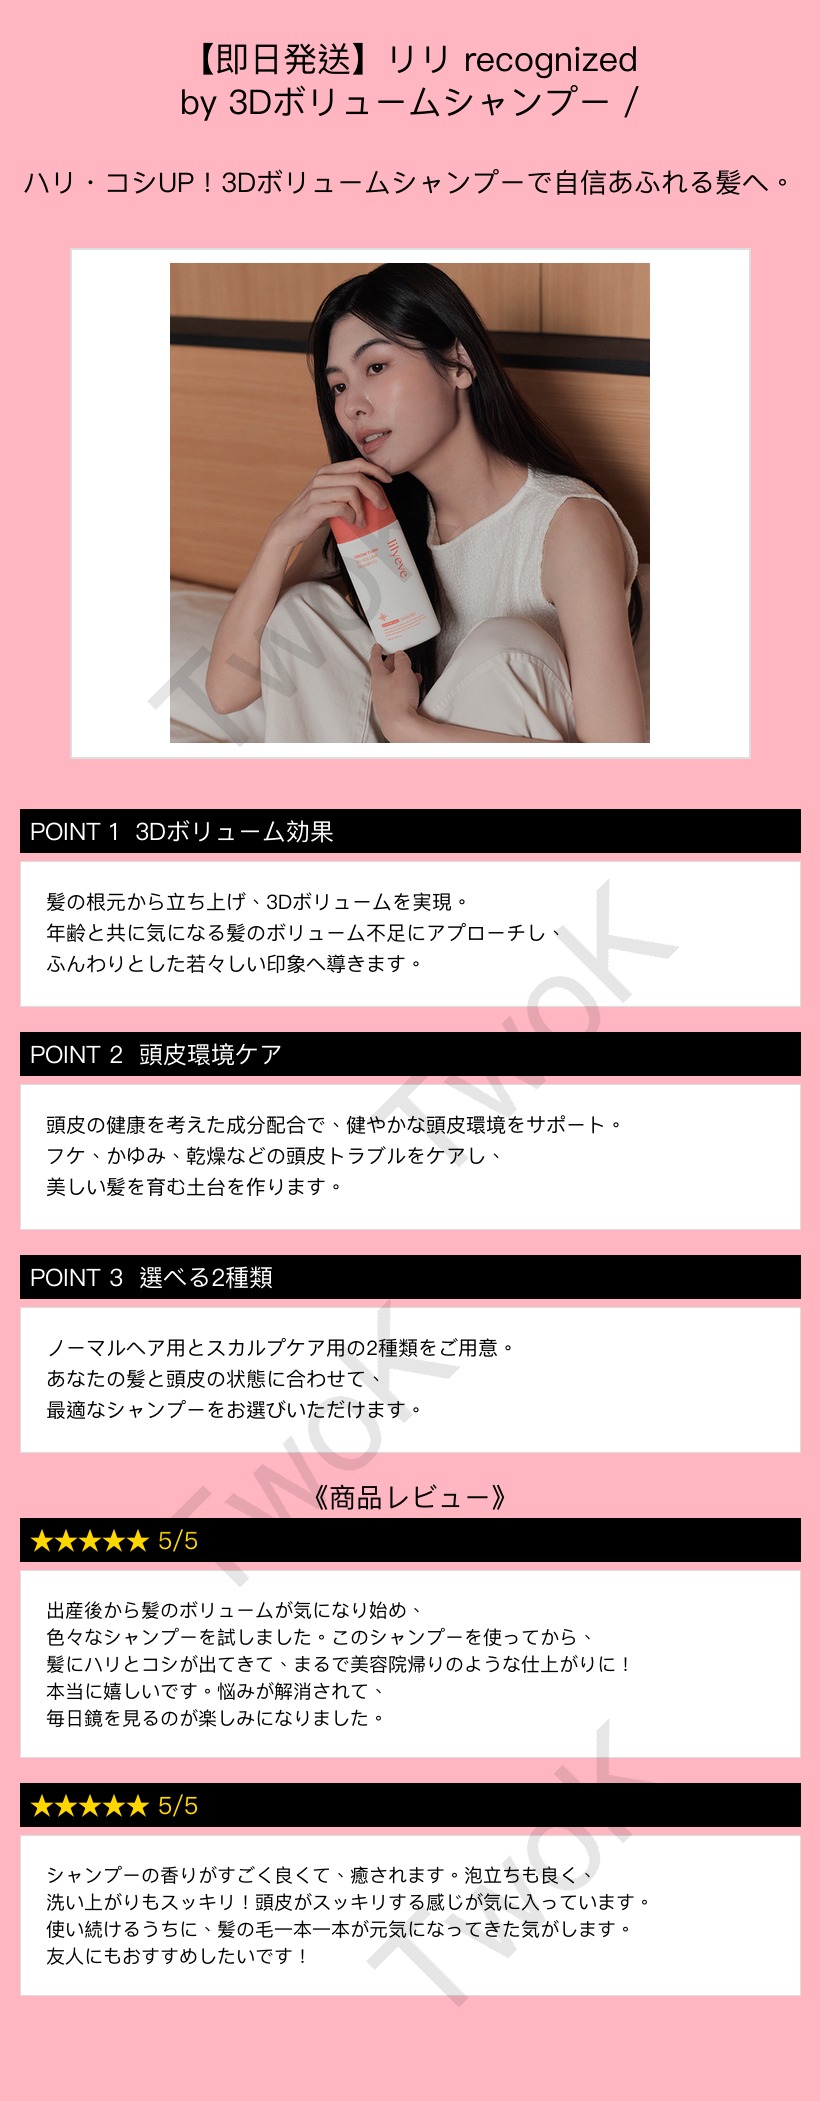 【即日発送】リリ recognized
by 3Dボリュームシャンプー /
ハリ・コシUP！3Dボリュームシャンプーで自信あふれる髪へ。
lilyeve
POINT 1 3Dボリューム効果
髪の根元から立ち上げ、3Dボリュームを実現。
年齢と共に気になる髪のボリューム不足にアプローチし、
ふんわりとした若々しい印象へ導きます。
POINT 2 頭皮環境ケア
頭皮の健康を考えた成分配合で、健やかな頭皮環境をサポート。
フケ、かゆみ、乾燥などの頭皮トラブルをケアし、
美しい髪を育む土台を作ります。
POINT 3 選べる2種類
ノーマルヘア用とスカルプケア用の2種類をご用意。
あなたの髪と頭皮の状態に合わせて、
最適なシャンプーをお選びいただけます。
《商品レビュー》
★★★★★ 5/5
出産後から髪のボリュームが気になり始め、
色々なシャンプーを試しました。このシャンプーを使ってから、
髪にハリとコシが出てきて、まるで美容院帰りのような仕上がりに！
本当に嬉しいです。悩みが解消されて、
毎日鏡を見るのが楽しみになりました。
★★★★★ 5/5
シャンプーの香りがすごく良くて、癒されます。泡立ちも良く、
洗い上がりもスッキリ！頭皮がスッキリする感じが気に入っています。
使い続けるうちに、髪の毛一本一本が元気になってきた気がします。
友人にもおすすめしたいです！
TwoK
TwoK
TwoK
TwoK